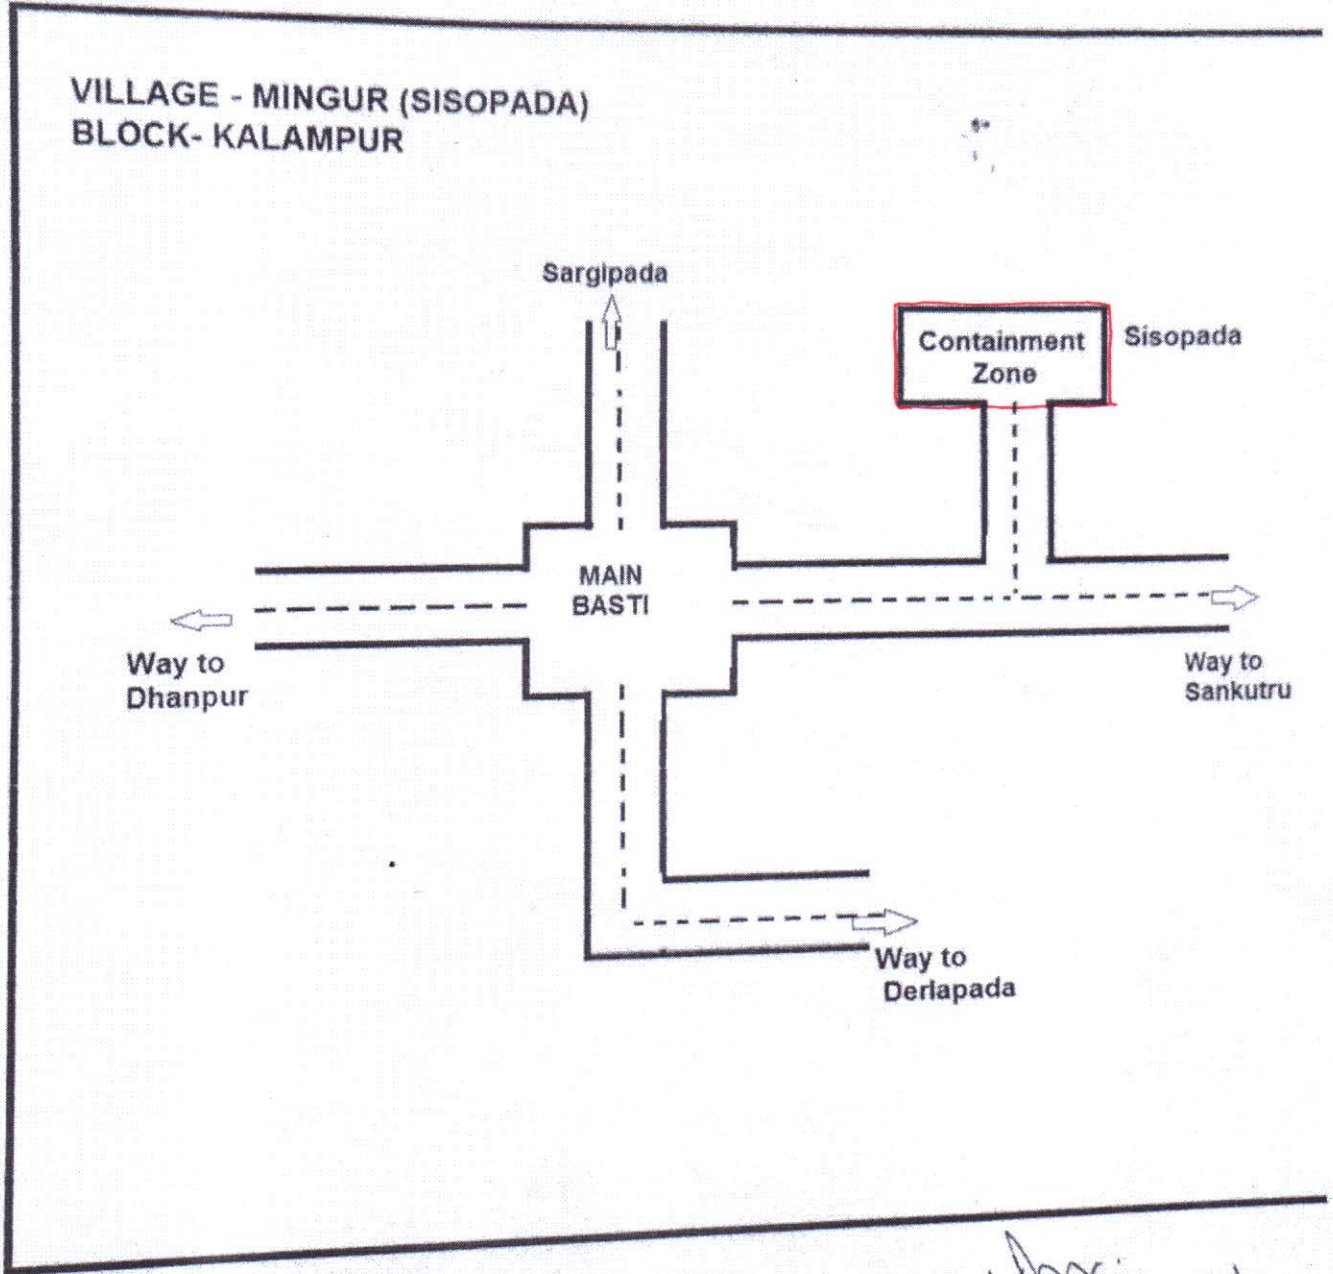 VILLAGE - MINGUR (SISOPADA)
BLOCK- KALAMPUR
Sargipada
Containment
Zone
Sisopada
MAIN
BASTI
Way to
Dhanpur
Way to
Sankutru
Way to
Derlapada